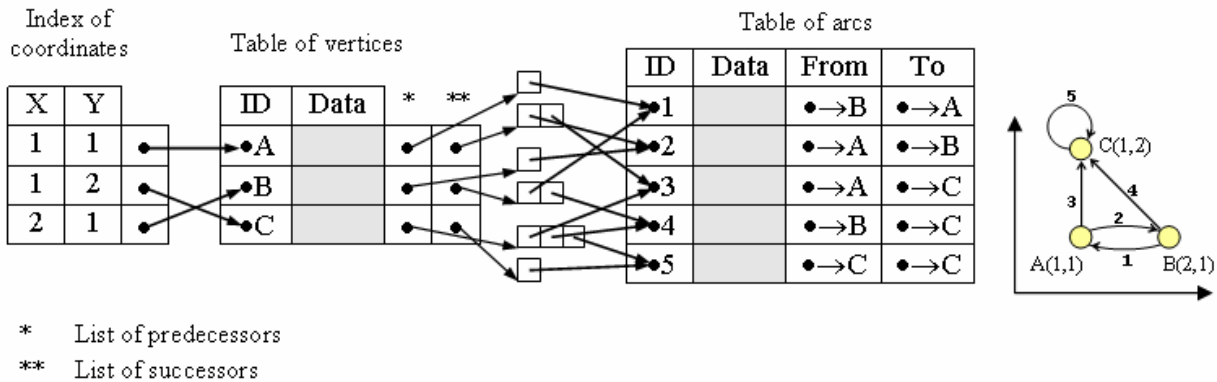 Index of
coordinates
Table of vertices
Table of arcs
X Y
1 1
1 2
2 1
ID Data * **
A
B
C
ID Data From To
1 →B →A
2 →A →B
3 →A →C
4 →B →C
5 →C →C
5
C(1,2)
3
4
2
1
A(1,1)
B(2,1)
* List of predecessors
** List of successors